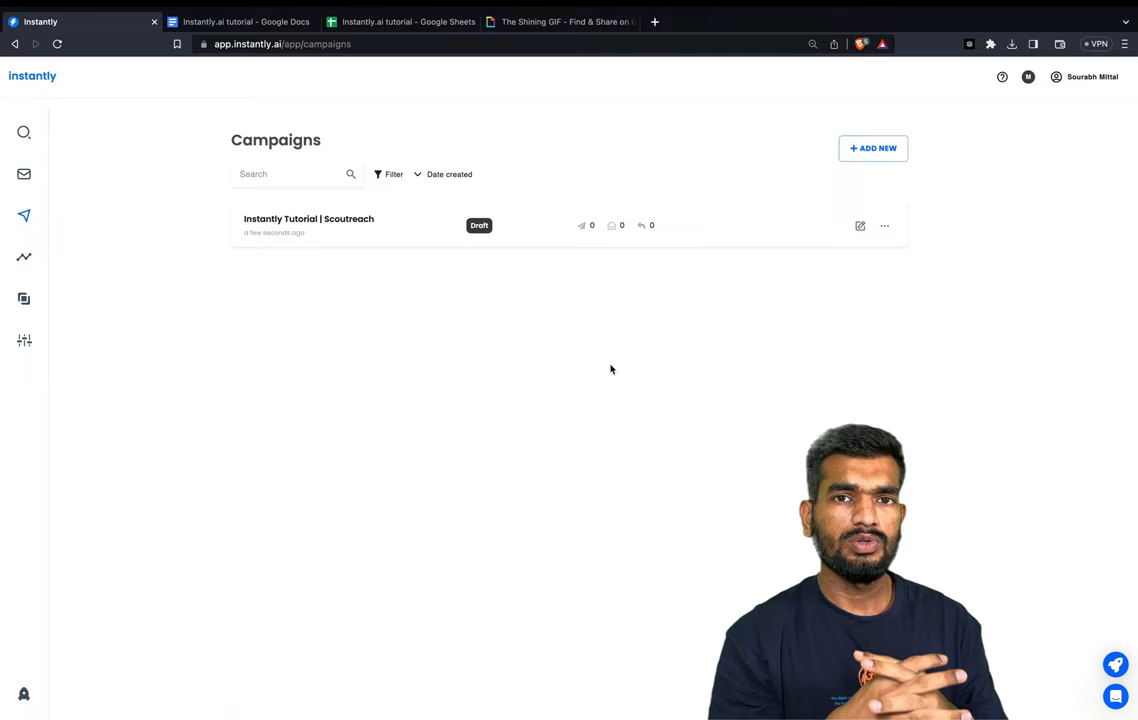 Instantly
Instantly.ai tutorial - Google Docs
Instantly.ai tutorial - Google Sheets
The Shining GIF - Find & Share on G
app.instantly.ai/app/campaigns
VPN
instantly
M
Sourabh Mittal
Campaigns
+ ADD NEW
Search
Filter
Date created
Instantly Tutorial | Scoutreach
a few seconds ago
Draft
0
0
0